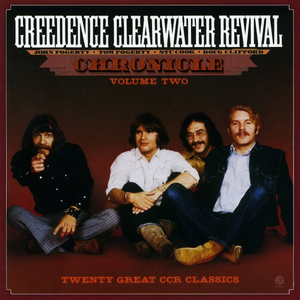 CREEDENCE CLEARWATER REVIVAL
JOHN FOGERTY • TOM FOGERTY • STU COOK • DOUG CLIFFORD
CHRONICLE
VOLUME TWO
TWENTY GREAT CCR CLASSICS